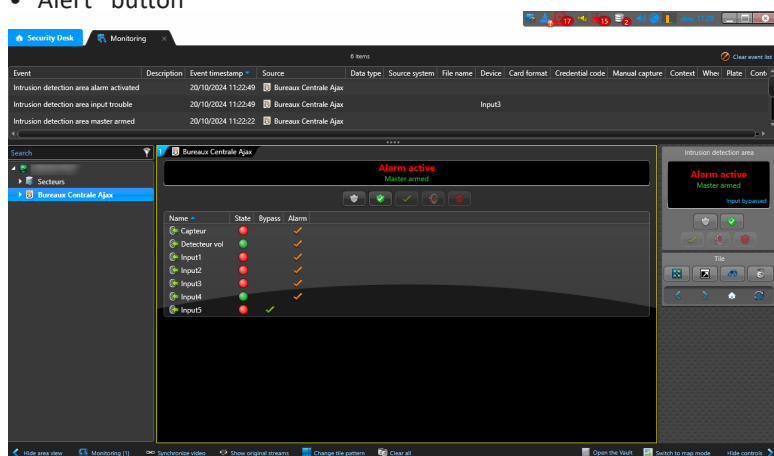 • "Alert" button
17 15 2 11:29
Security Desk Monitoring
6 items
Clear event list
Event Description Event timestamp Source Data type Source system File name Device Card format Credential code Manual capture Context Plate
Intrusion detection area alarm activated 20/10/2024 11:22:49 Bureaux Centrale Ajax
Intrusion detection area input trouble 20/10/2024 11:22:49 Bureaux Centrale Ajax Input3
Intrusion detection area master armed 20/10/2024 11:22:22 Bureaux Centrale Ajax
Search
Secteurs
Bureaux Centrale Ajax
1 Bureaux Centrale Ajax
Alarm active
Master armed
Name State Bypass Alarm
Capteur
Detecteur vol
Input1
Input2
Input3
Input4
Input5
Intrusion detection area
Alarm active
Master armed
Input bypassed
Tile
Hide area view Monitoring (1) Synchronize video Show original streams Change tile pattern Clear all Open the Vault Switch to map mode Hide controls